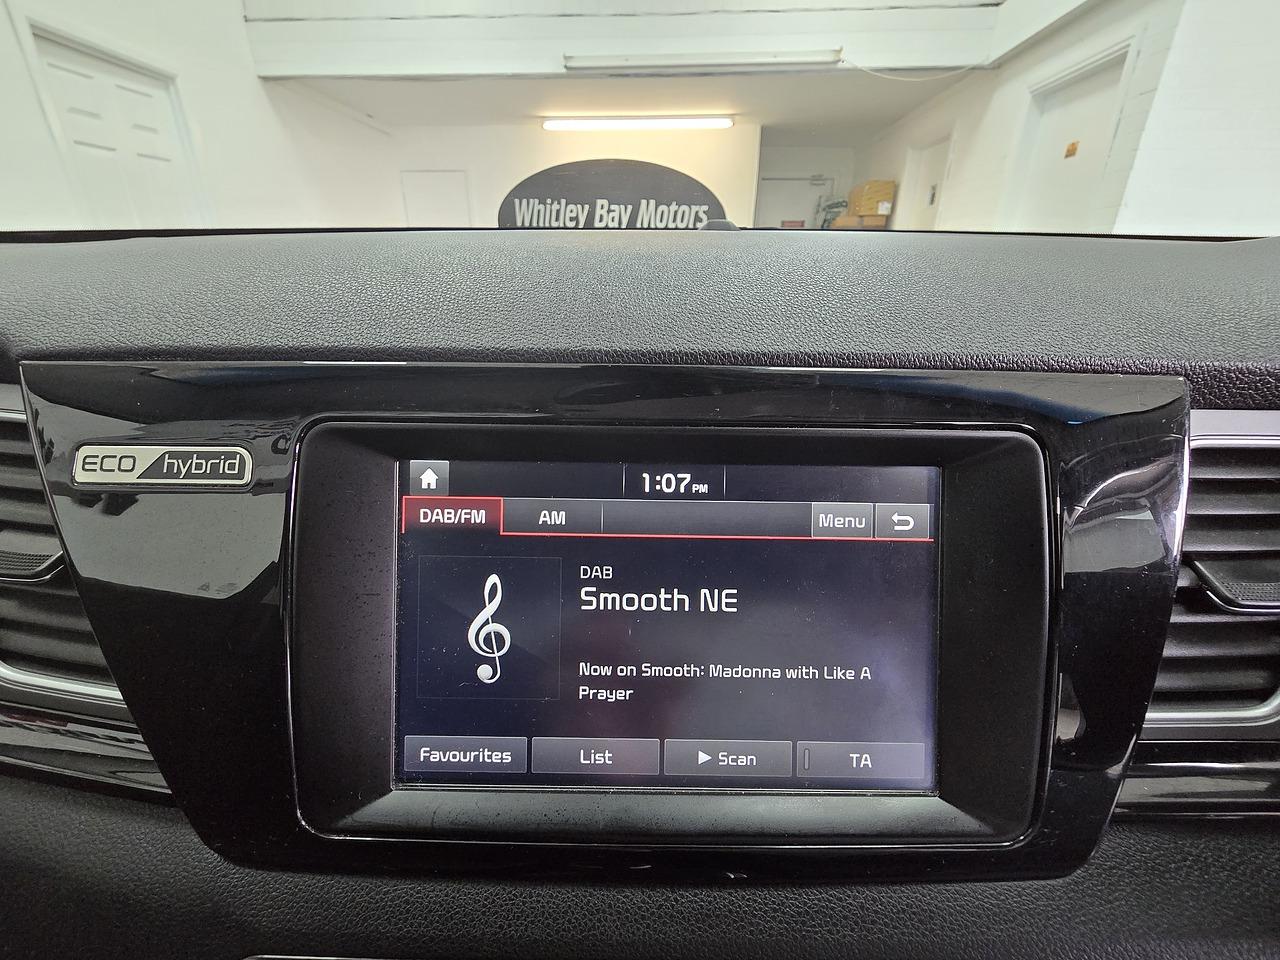 Whitley Bay Motors
ECO hybrid
1:07 PM
DAB/FM AM Menu
DAB
Smooth NE
Now on Smooth: Madonna with Like A
Prayer
Favourites List Scan TA